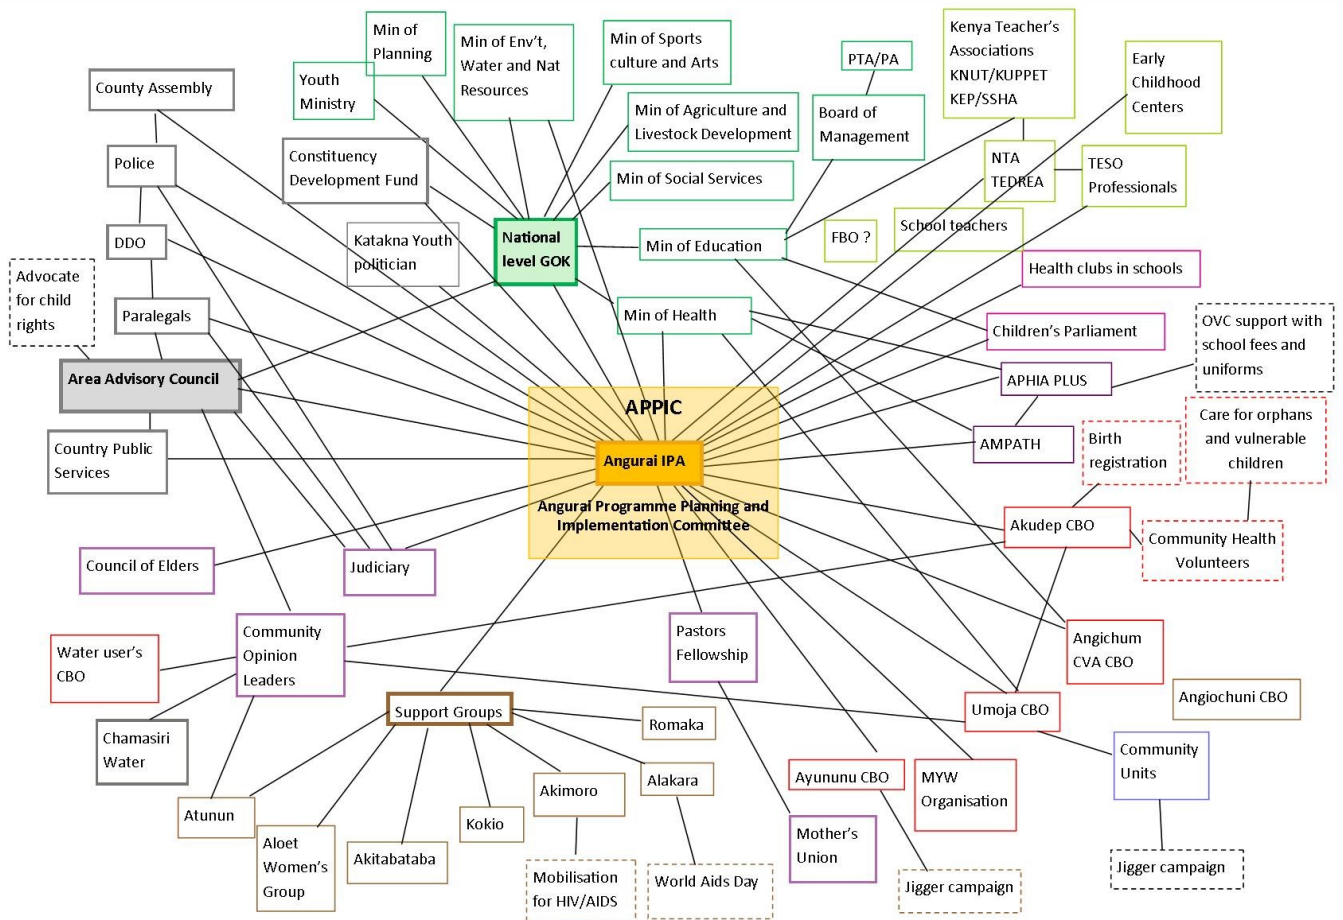 Min of
Planning
Min of Env't,
Water and Nat
Resources
Min of Sports
culture and Arts
PTA/PA
Kenya Teacher's
Associations
KNUT/KUPPET
KEP/SSHA
Early
Childhood
Centers
County Assembly
Youth
Ministry
Min of Agriculture and
Livestock Development
Board of
Management
Police
Constituency
Development Fund
Min of Social Services
NTA
TEDREA
TESO
Professionals
DDO
Katakna Youth
politician
National
level GOK
Min of Education
FBO ?
School teachers
Advocate
for child
rights
Health clubs in schools
Paralegals
Min of Health
Children's Parliament
OVC support with
school fees and
uniforms
Area Advisory Council
APHIA PLUS
APPIC
Care for orphans
and vulnerable
children
Country Public
Services
Angurai IPA
AMPATH
Birth
registration
Angurai Programme Planning and
Implementation Committee
Akudep CBO
Community Health
Volunteers
Council of Elders
Judiciary
Water user's
CBO
Community
Opinion
Leaders
Pastors
Fellowship
Angichum
CVA CBO
Angiochuni CBO
Support Groups
Romaka
Umoja CBO
Chamasiri
Water
Community
Units
Atunun
Aloet
Women's
Group
Akitabataba
Kokio
Akimoro
Alakara
Ayununu CBO
MYW
Organisation
Mother's
Union
Mobilisation
for HIV/AIDS
World Aids Day
Jigger campaign
Jigger campaign